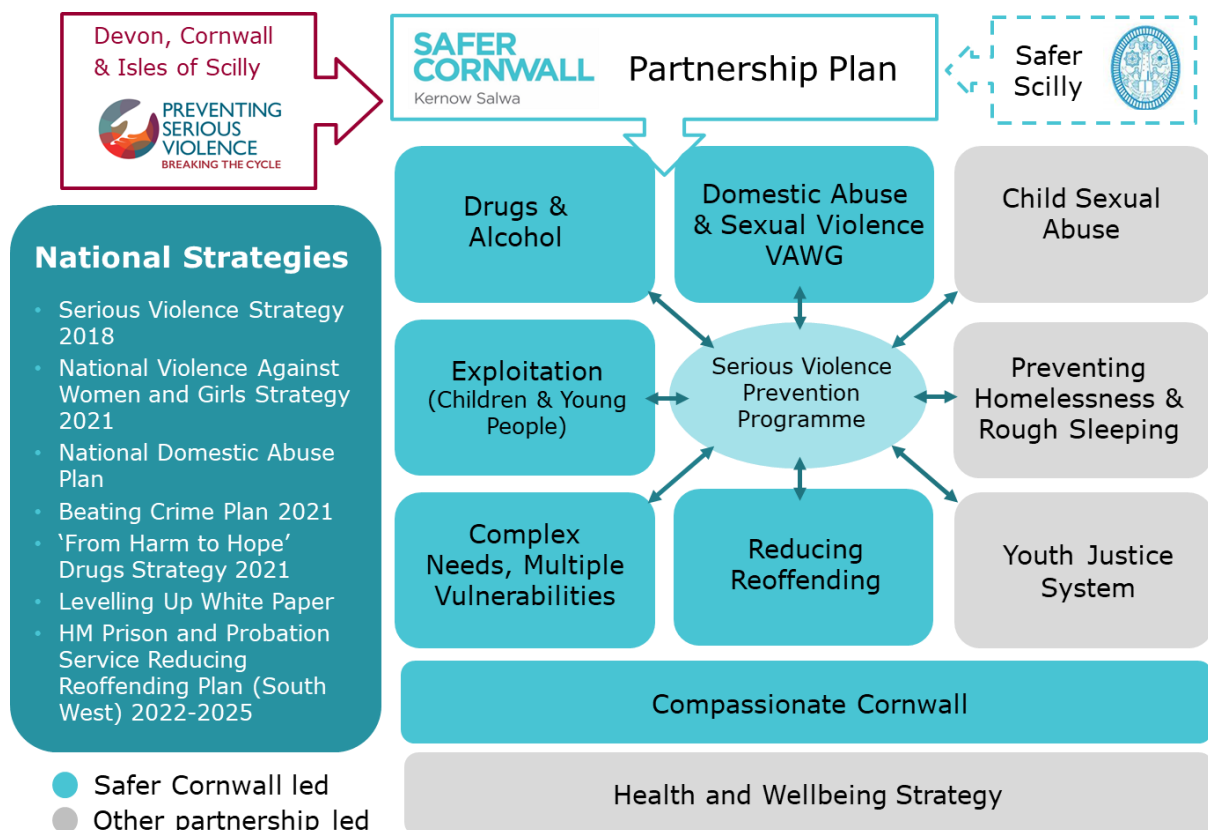 Devon, Cornwall
& Isles of Scilly
PREVENTING
SERIOUS
VIOLENCE
BREAKING THE CYCLE
SAFER
CORNWALL
Kernow Salwa
Partnership Plan
Safer
Scilly
National Strategies
• Serious Violence Strategy
2018
• National Violence Against
Women and Girls Strategy
2021
• National Domestic Abuse
Plan
• Beating Crime Plan 2021
• ‘From Harm to Hope’
Drugs Strategy 2021
• Levelling Up White Paper
• HM Prison and Probation
Service Reducing
Reoffending Plan (South
West) 2022-2025
Drugs &
Alcohol
Domestic Abuse
& Sexual Violence
VAWG
Child Sexual
Abuse
Exploitation
(Children & Young
People)
Serious Violence
Prevention
Programme
Preventing
Homelessness &
Rough Sleeping
Complex
Needs, Multiple
Vulnerabilities
Reducing
Reoffending
Youth Justice
System
Compassionate Cornwall
Health and Wellbeing Strategy
Safer Cornwall led
Other partnership led